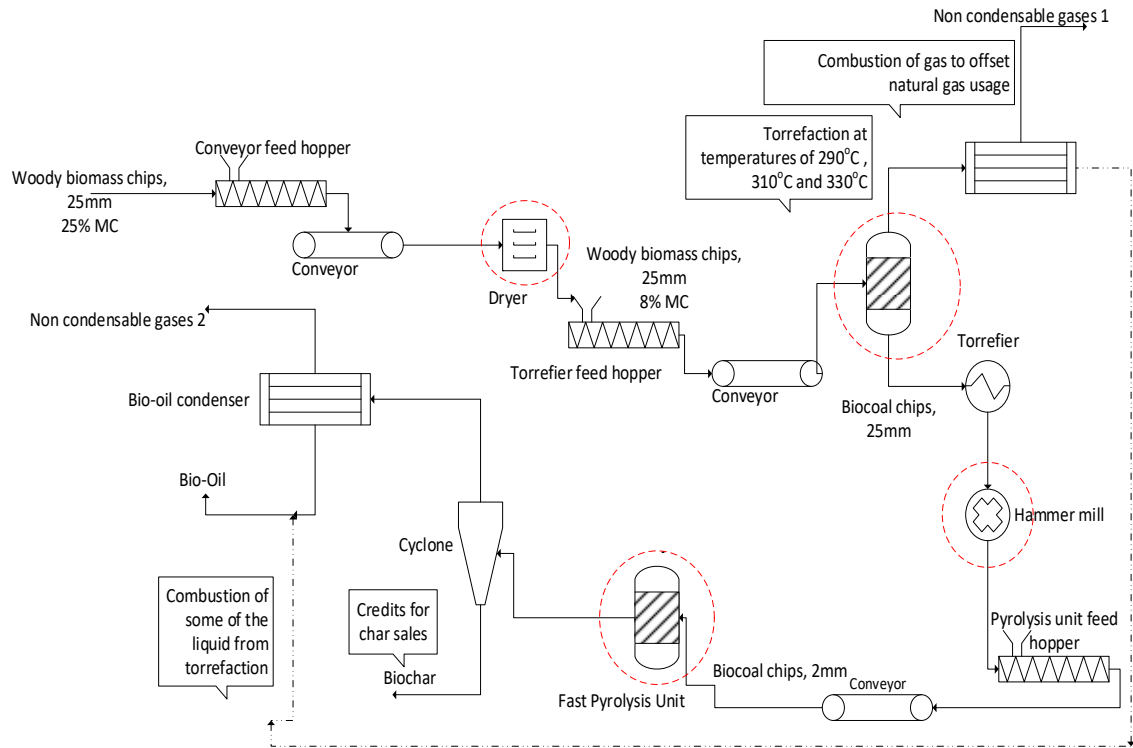 Non condensable gases 1
Combustion of gas to offset
natural gas usage
Torrefaction at
temperatures of 290°C ,
310°C and 330°C
Conveyor feed hopper
Woody biomass chips,
25mm
25% MC
Conveyor
Dryer
Woody biomass chips,
25mm
8% MC
Torrefier feed hopper
Conveyor
Torrefier
Biocoal chips,
25mm
Non condensable gases 2
Bio-oil condenser
Bio-Oil
Cyclone
Hammer mill
Combustion of
some of the
liquid from
torrefaction
Credits for
char sales
Biochar
Fast Pyrolysis Unit
Biocoal chips, 2mm
Conveyor
Pyrolysis unit feed
hopper